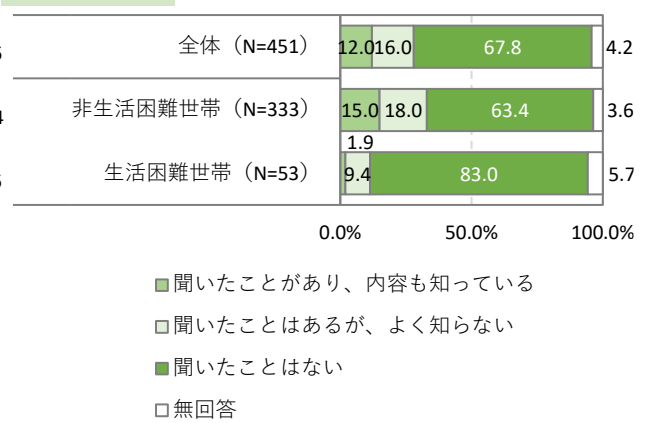 全体（N=451）
12.0 16.0 67.8 4.2
非生活困難世帯（N=333）
15.0 18.0 63.4 3.6
1.9
生活困難世帯（N=53）
9.4 83.0 5.7
0.0% 50.0% 100.0%
聞いたことがあり、内容も知っている
聞いたことはあるが、よく知らない
聞いたことはない
無回答